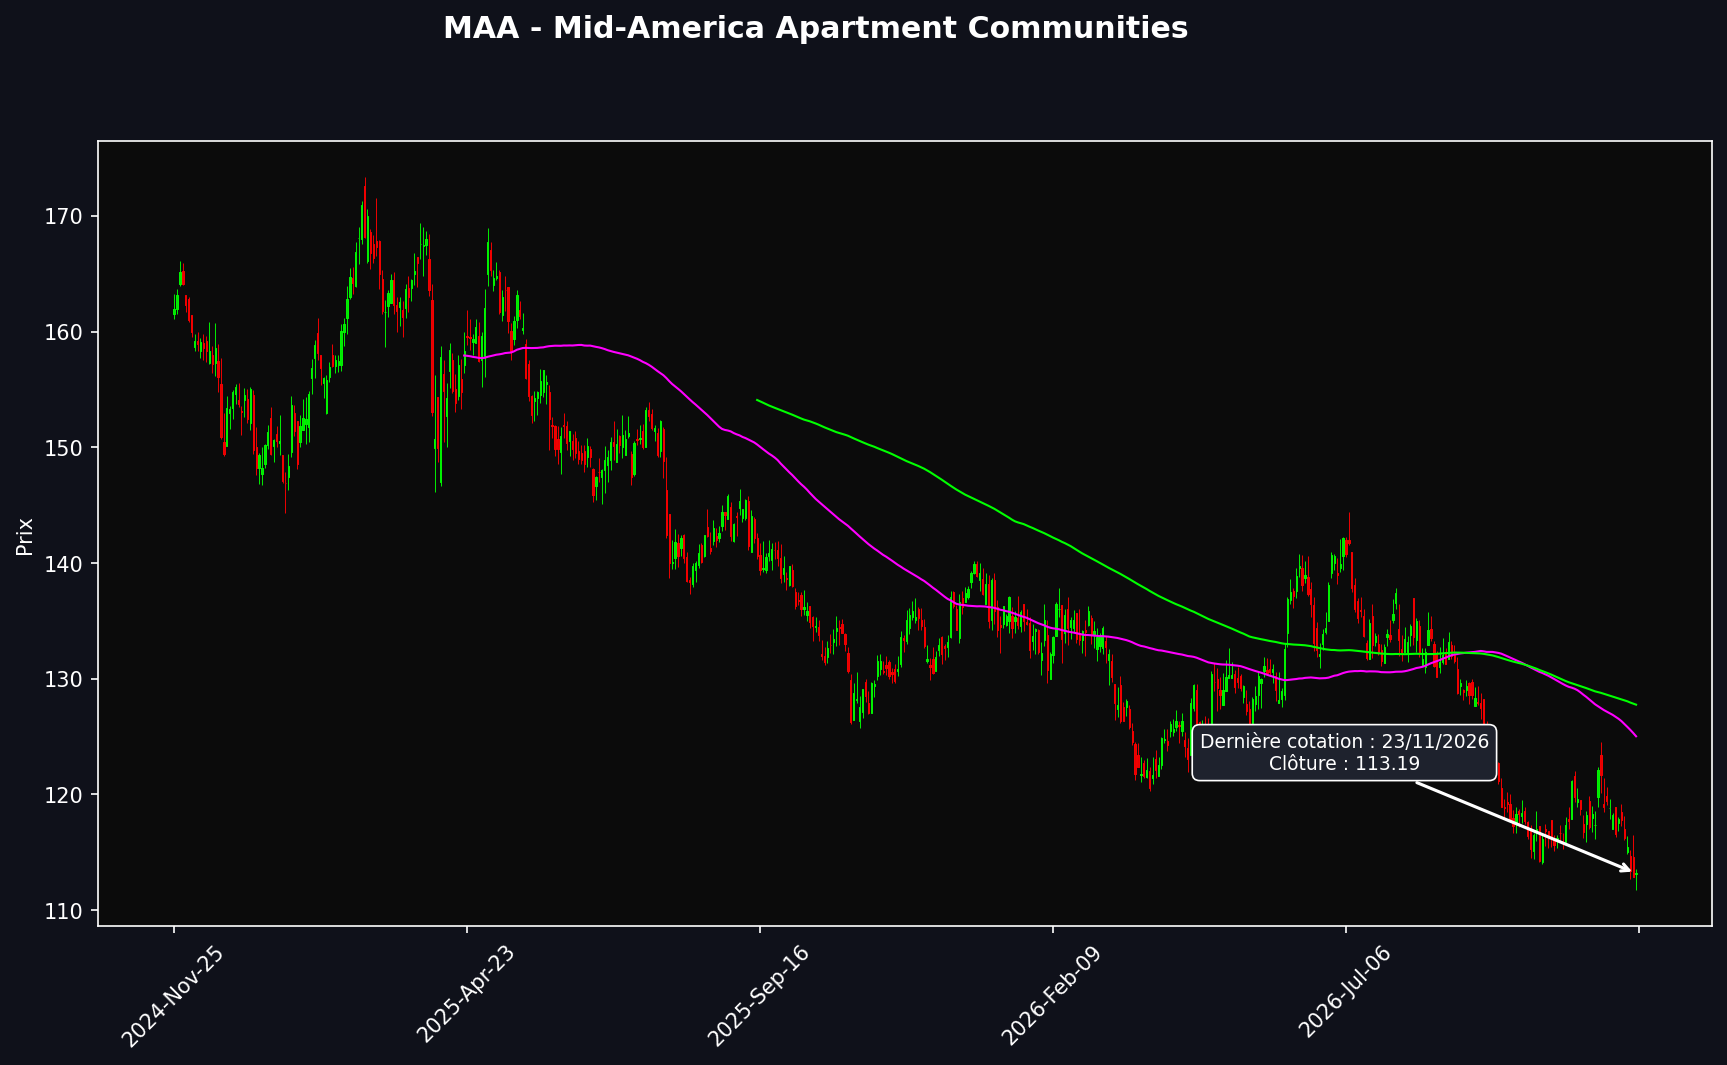 MAA - Mid-America Apartment Communities
Prix
170
160
150
140
130
120
110
Dernière cotation : 23/11/2026
Clôture : 113.19
2024-Nov-25
2025-Apr-23
2025-Sep-16
2026-Feb-09
2026-Jul-06